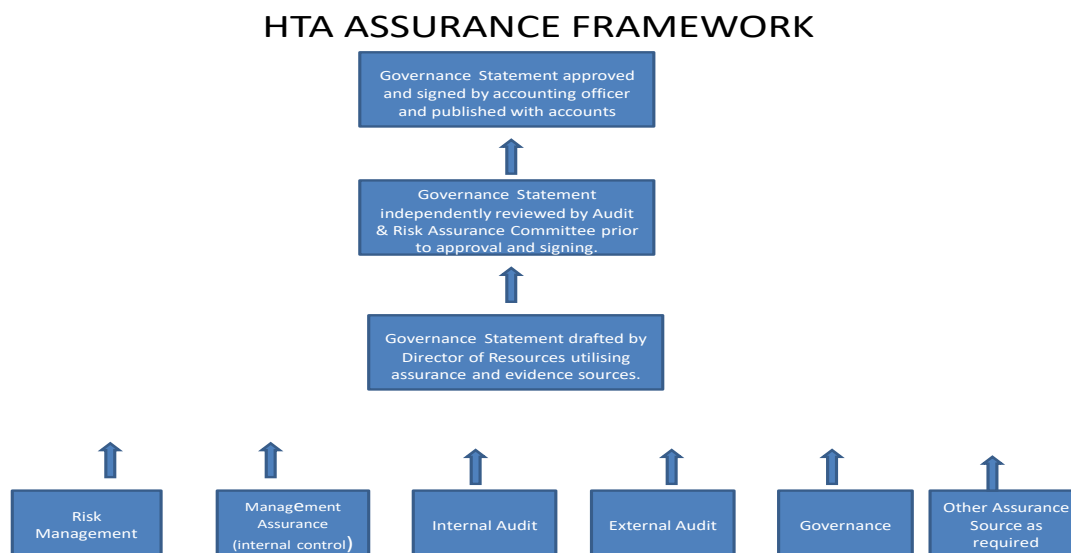 HTA ASSURANCE FRAMEWORK
Governance Statement approved
and signed by accounting officer
and published with accounts
Governance Statement
independently reviewed by Audit
& Risk Assurance Committee prior
to approval and signing.
Governance Statement drafted by
Director of Resources utilising
assurance and evidence sources.
Risk
Management
Management
Assurance
(internal control)
Internal Audit
External Audit
Governance
Other Assurance
Source as
required